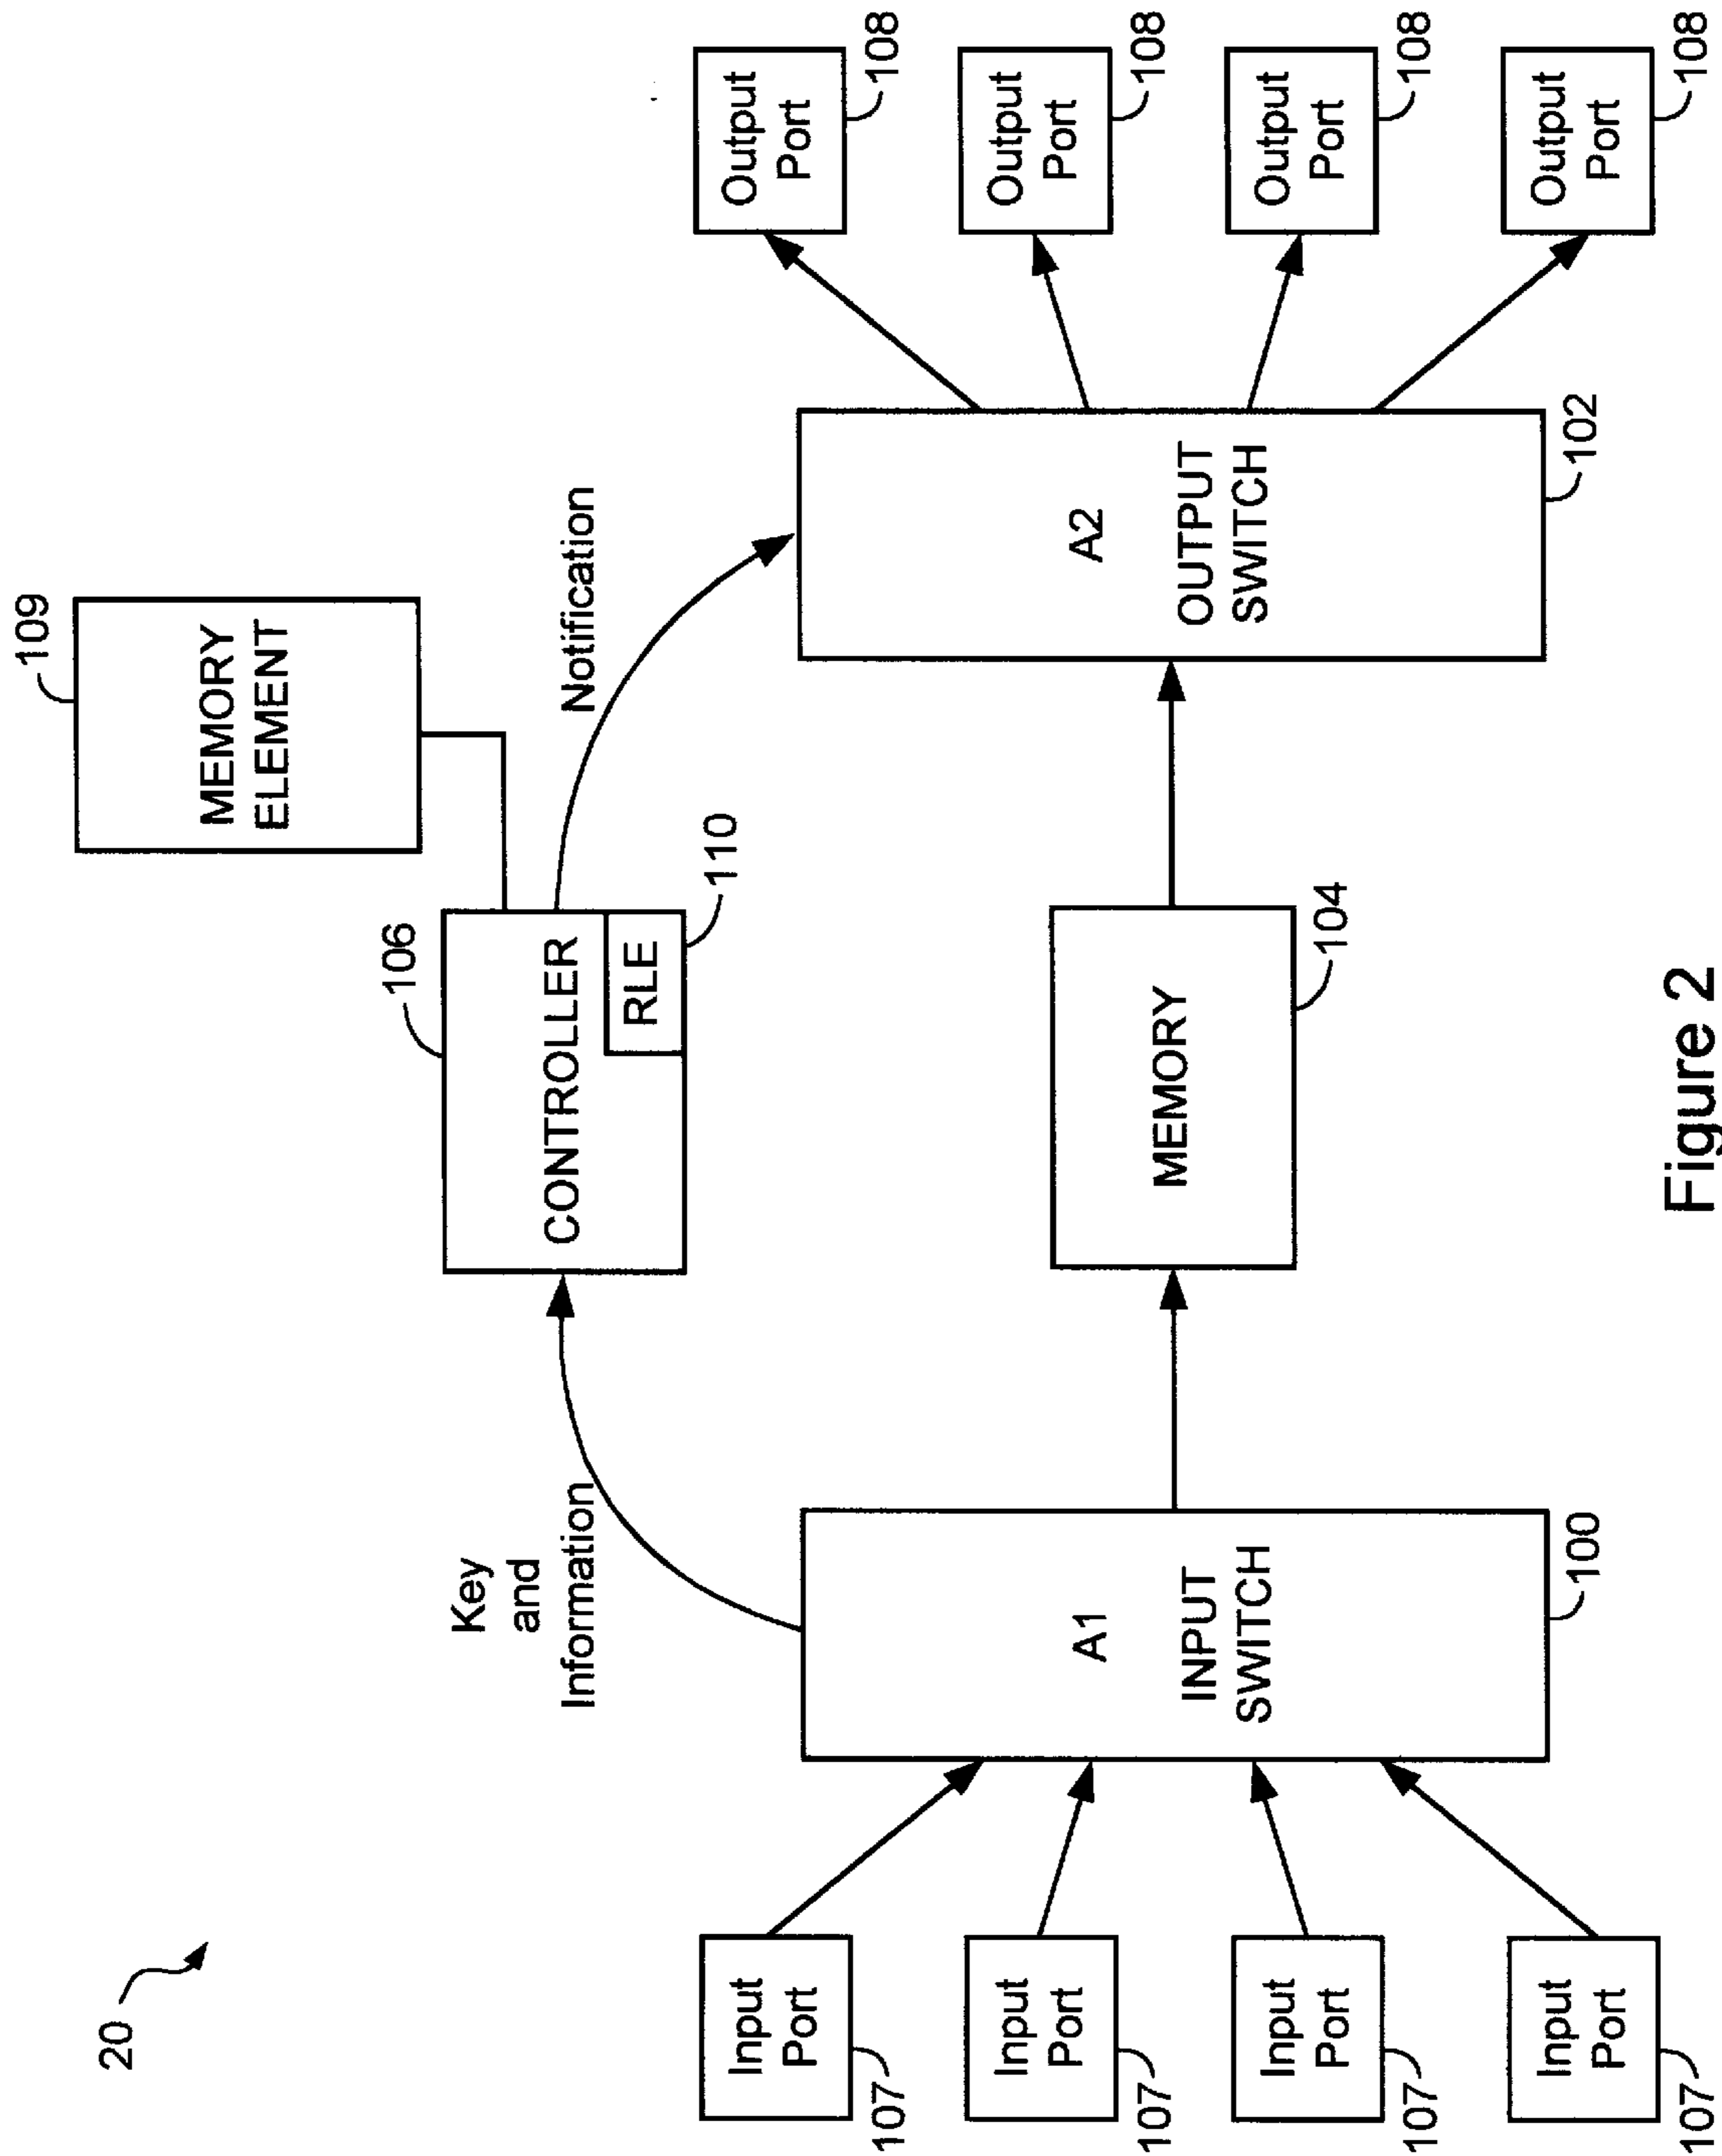 20
109
MEMORY
ELEMENT
106
CONTROLLER
RLE
110
Key
and
Information
Notification
Input
Port
107
Input
Port
107
Input
Port
107
Input
Port
107
A1
INPUT
SWITCH
100
MEMORY
104
A2
OUTPUT
SWITCH
102
Output
Port
108
Output
Port
108
Output
Port
108
Output
Port
108
Figure 2